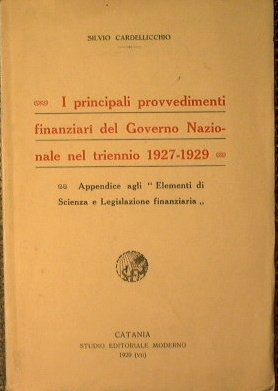 SILVIO CARDELLICCHIO
I principali provvedimenti
finanziari del Governo Nazio-
nale nel triennio 1927-1929
Appendice agli “ Elementi di
Scienza e Legislazione finanziaria „
CATANIA
STUDIO EDITORIALE MODERNO
1929 (VII)